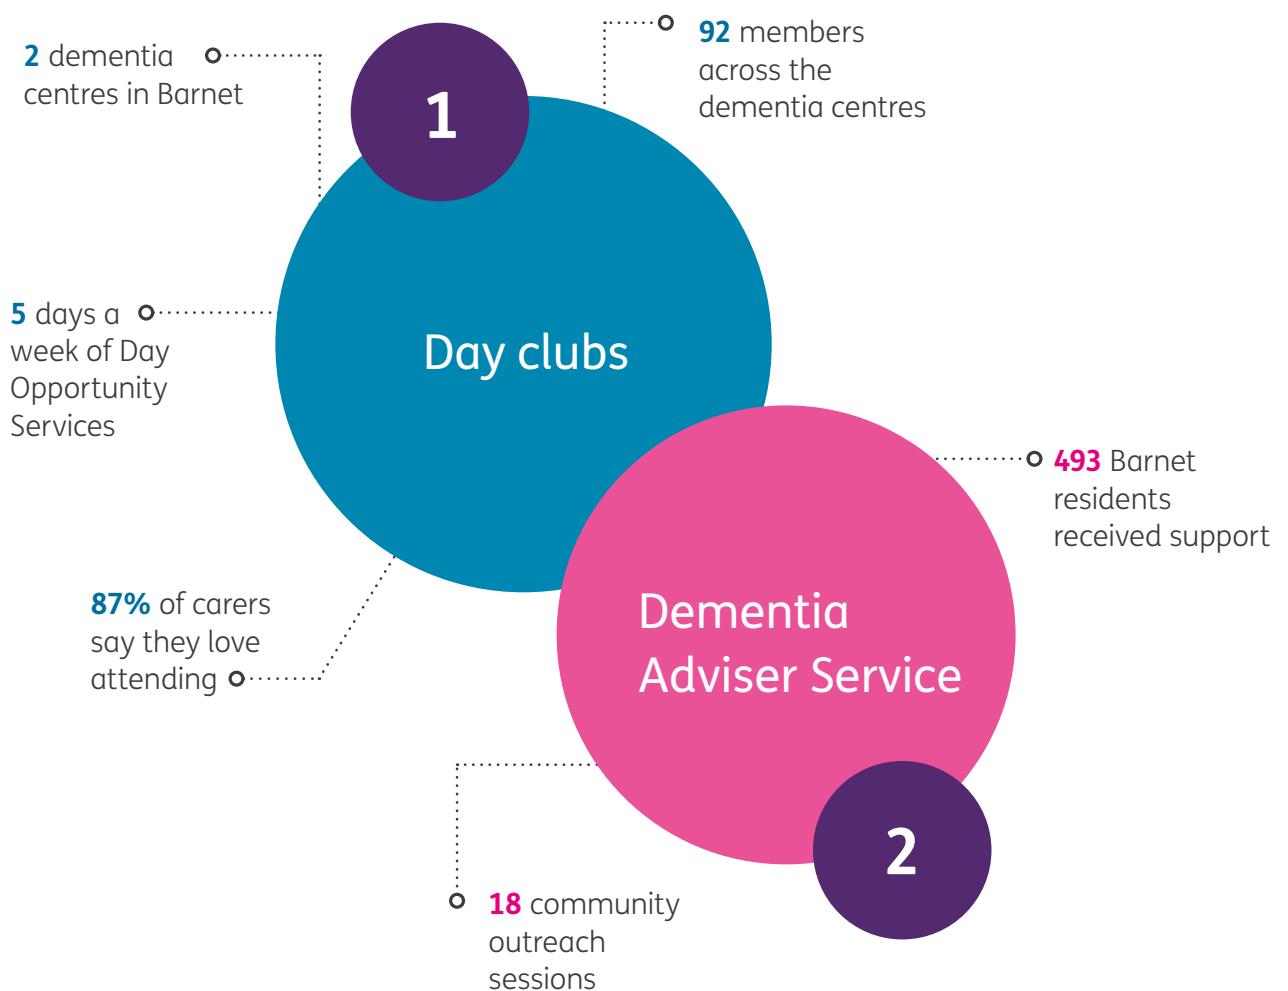 2 dementia
centres in Barnet
1
92 members
across the
dementia centres
5 days a
week of Day
Opportunity
Services
Day clubs
87% of carers
say they love
attending
493 Barnet
residents
received support
Dementia
Adviser Service
2
18 community
outreach
sessions